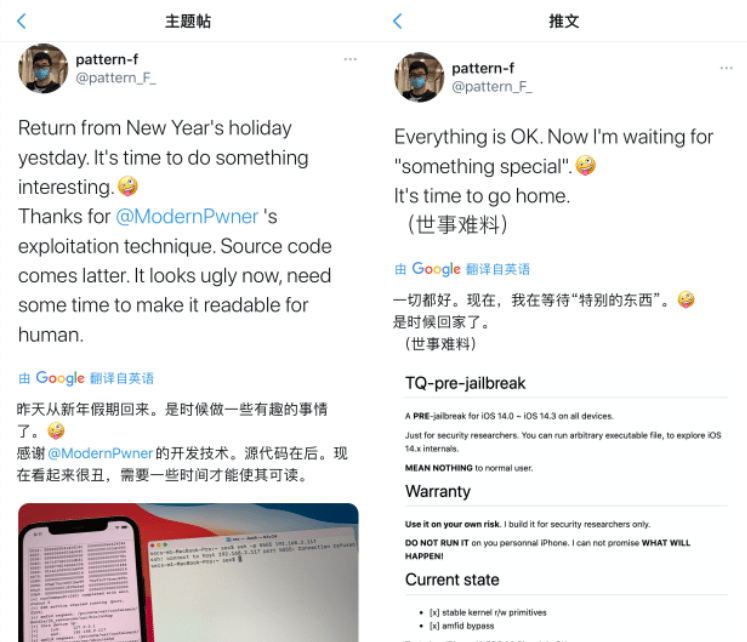 主题帖
pattern-f
@pattern_F_
Return from New Year's holiday
yestday. It's time to do something
interesting.🤪
Thanks for @ModernPwner 's
exploitation technique. Source code
comes latter. It looks ugly now, need
some time to make it readable for
human.
由 Google 翻译自英语
昨天从新年假期回来。是时候做一些有趣的事情
了。🤪
感谢@ModernPwner的开发技术。源代码在后。现
在看起来很丑，需要一些时间才能使其可读。
推文
pattern-f
@pattern_F_
Everything is OK. Now I'm waiting for
"something special".🤪
It's time to go home.
（世事难料）
由 Google 翻译自英语
一切都好。现在，我在等待“特别的东西”。🤪
是时候回家了。
（世事难料）
TQ-pre-jailbreak
A PRE-jailbreak for iOS 14.0 ~ iOS 14.3 on all devices.
Just for security researchers. You can run arbitrary executable file, to explore iOS
14.x internals.
MEAN NOTHING to normal user.
Warranty
Use it on your own risk. I build it for security researchers only.
DO NOT RUN IT on you personnal iPhone. I can not promise WHAT WILL
HAPPEN!
Current state
[x] stable kernel r/w primitives
[x] amfid bypass